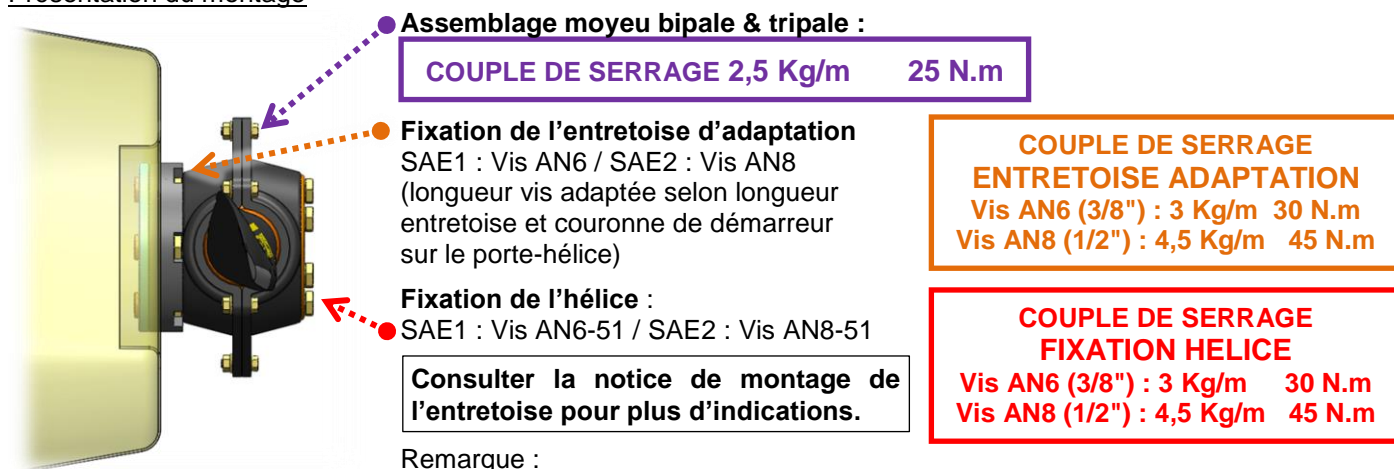 Présentation du montage
Assemblage moyeu bipale & tripale :
COUPLE DE SERRAGE 2,5 Kg/m 25 N.m
Fixation de l'entretoise d'adaptation
SAE1 : Vis AN6 / SAE2 : Vis AN8
(longueur vis adaptée selon longueur
entretoise et couronne de démarreur
sur le porte-hélice)
COUPLE DE SERRAGE
ENTRETOISE ADAPTATION
Vis AN6 (3/8") : 3 Kg/m 30 N.m
Vis AN8 (1/2") : 4,5 Kg/m 45 N.m
Fixation de l'hélice :
SAE1 : Vis AN6-51 / SAE2 : Vis AN8-51
COUPLE DE SERRAGE
FIXATION HELICE
Vis AN6 (3/8") : 3 Kg/m 30 N.m
Vis AN8 (1/2") : 4,5 Kg/m 45 N.m
Consulter la notice de montage de
l'entretoise pour plus d'indications.
Remarque :